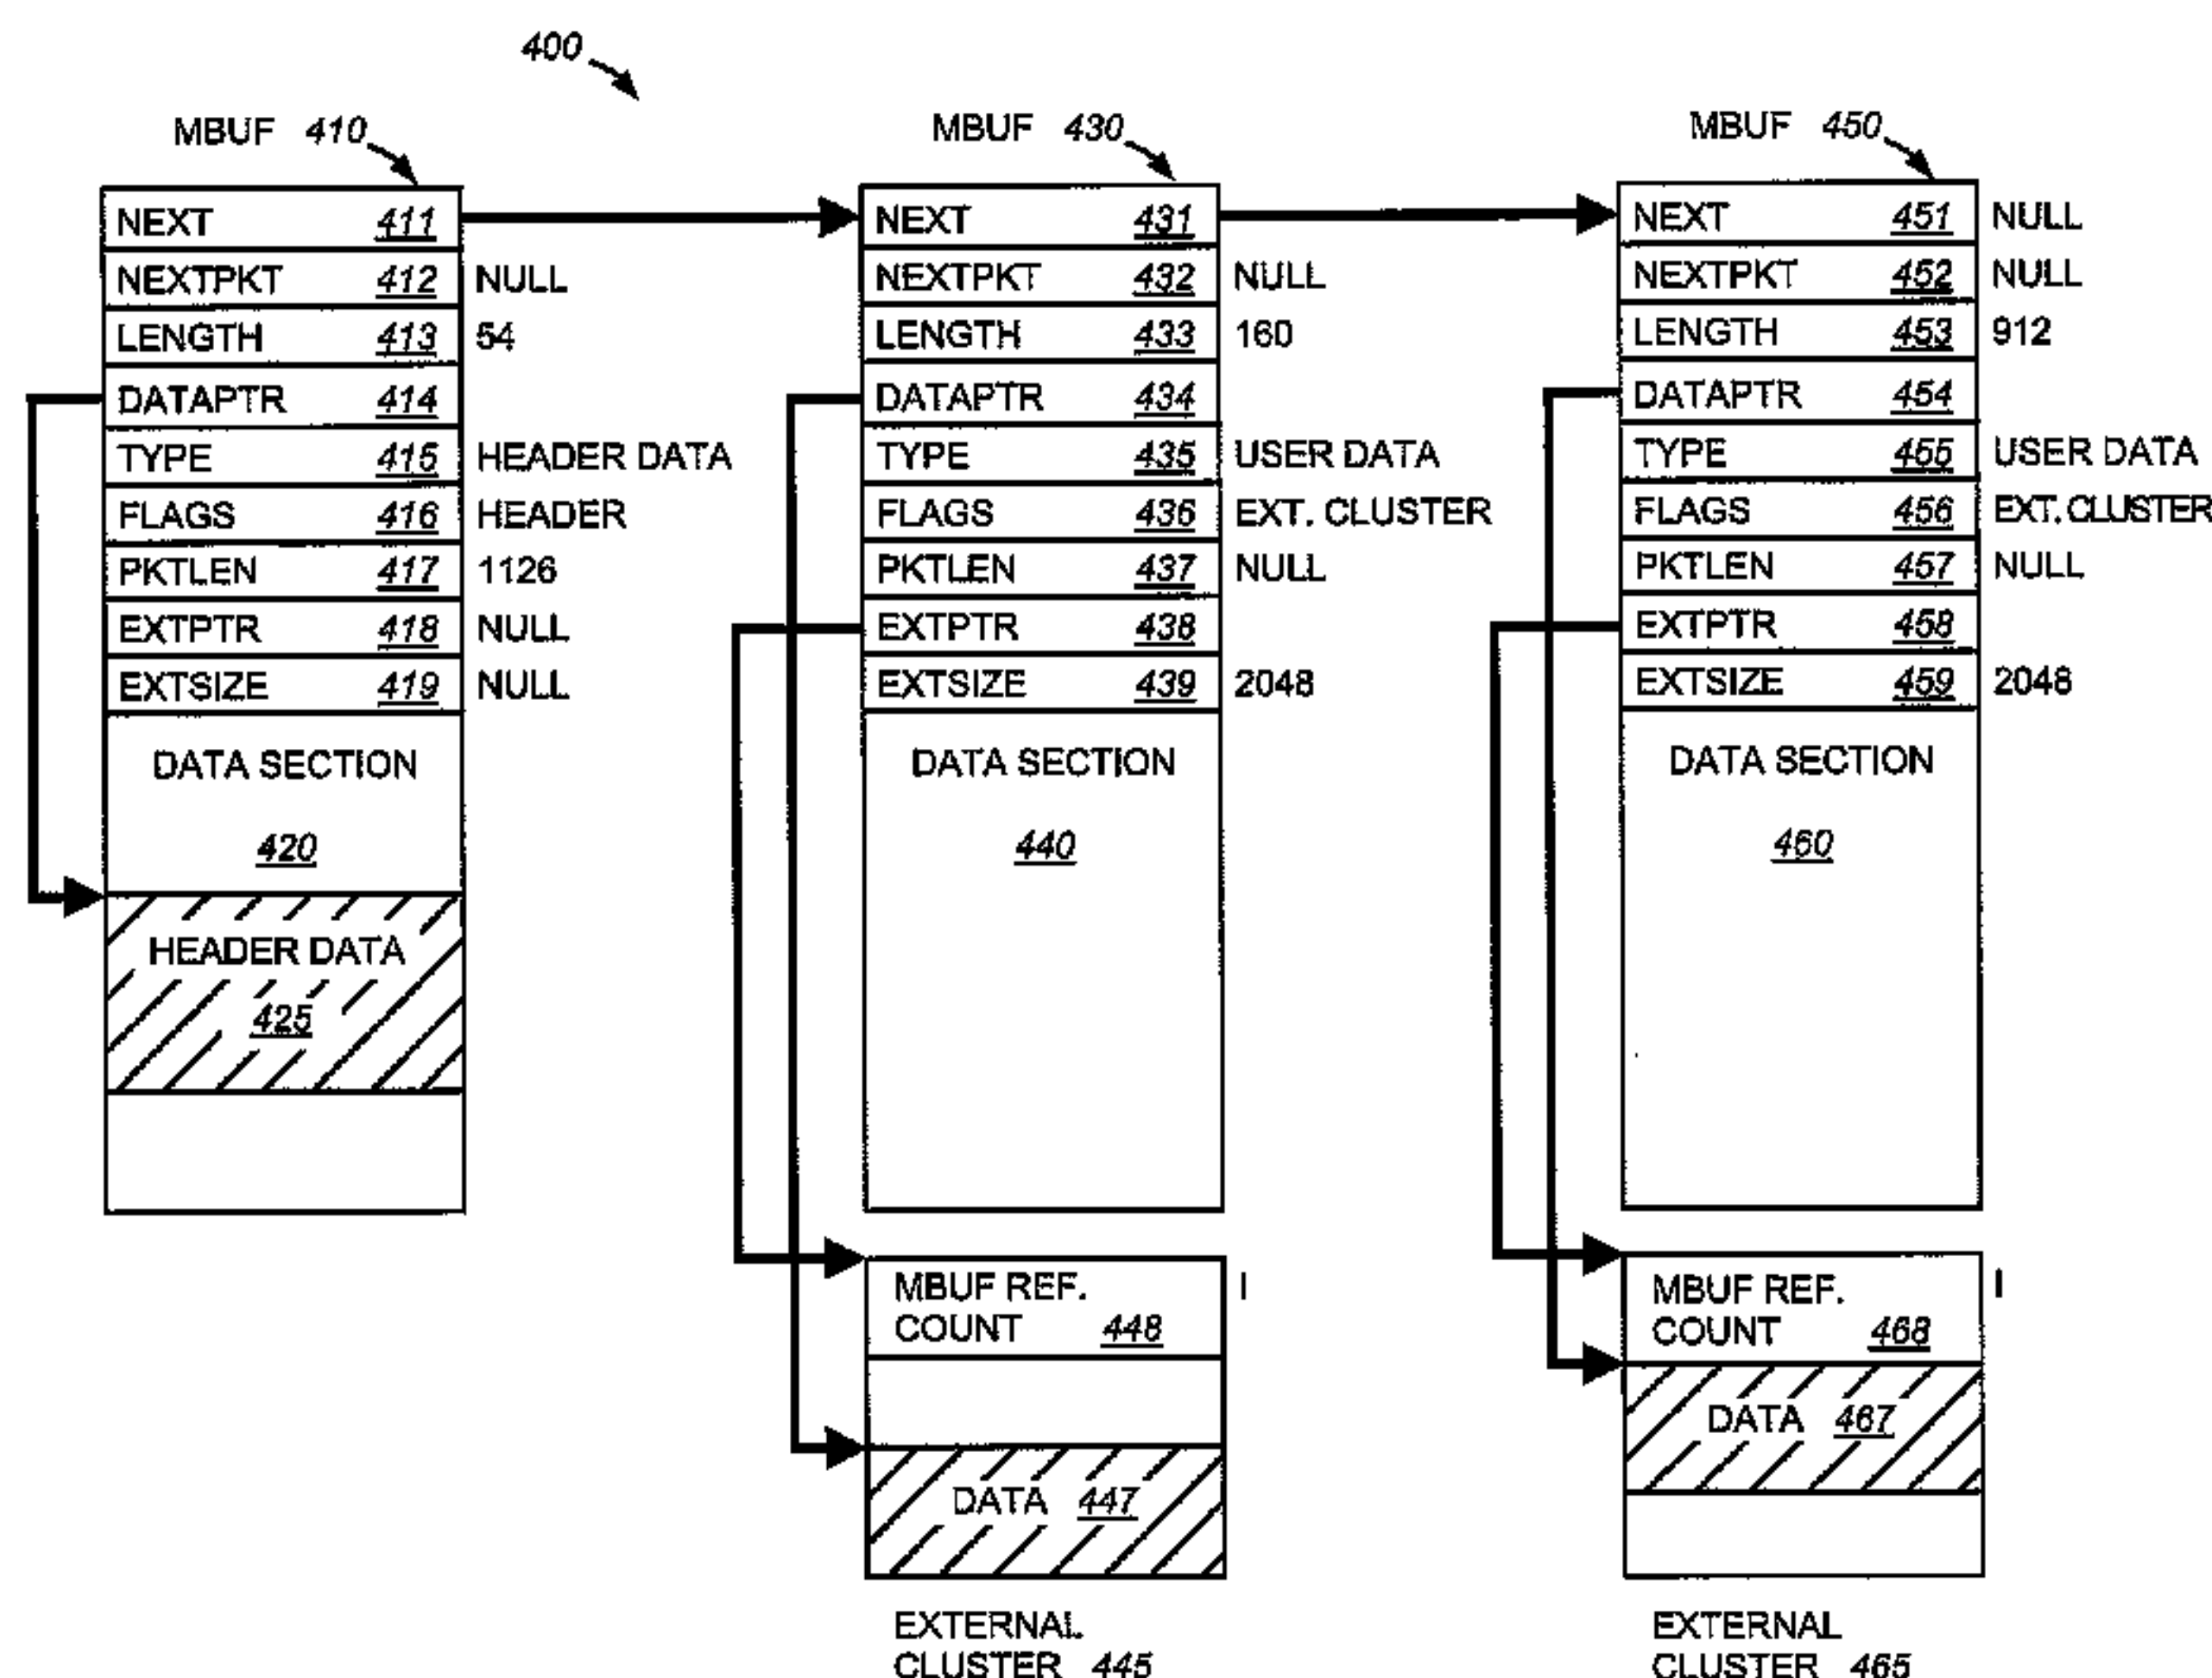 400
MBUF 410
NEXT 411
NEXTPKT 412 NULL
LENGTH 413 54
DATAPTR 414
TYPE 415 HEADER DATA
FLAGS 416 HEADER
PKTLEN 417 1126
EXTPTR 418 NULL
EXTSIZE 419 NULL
DATA SECTION
420
HEADER DATA
425
MBUF 430
NEXT 431
NEXTPKT 432 NULL
LENGTH 433 160
DATAPTR 434
TYPE 435 USER DATA
FLAGS 436 EXT. CLUSTER
PKTLEN 437 NULL
EXTPTR 438
EXTSIZE 439 2048
DATA SECTION
440
MBUF REF. 1
COUNT 448
DATA 447
EXTERNAL
CLUSTER 445
MBUF 450
NEXT 451 NULL
NEXTPKT 452 NULL
LENGTH 453 912
DATAPTR 454
TYPE 455 USER DATA
FLAGS 456 EXT. CLUSTER
PKTLEN 457 NULL
EXTPTR 458
EXTSIZE 459 2048
DATA SECTION
460
MBUF REF. 1
COUNT 468
DATA 467
EXTERNAL
CLUSTER 465